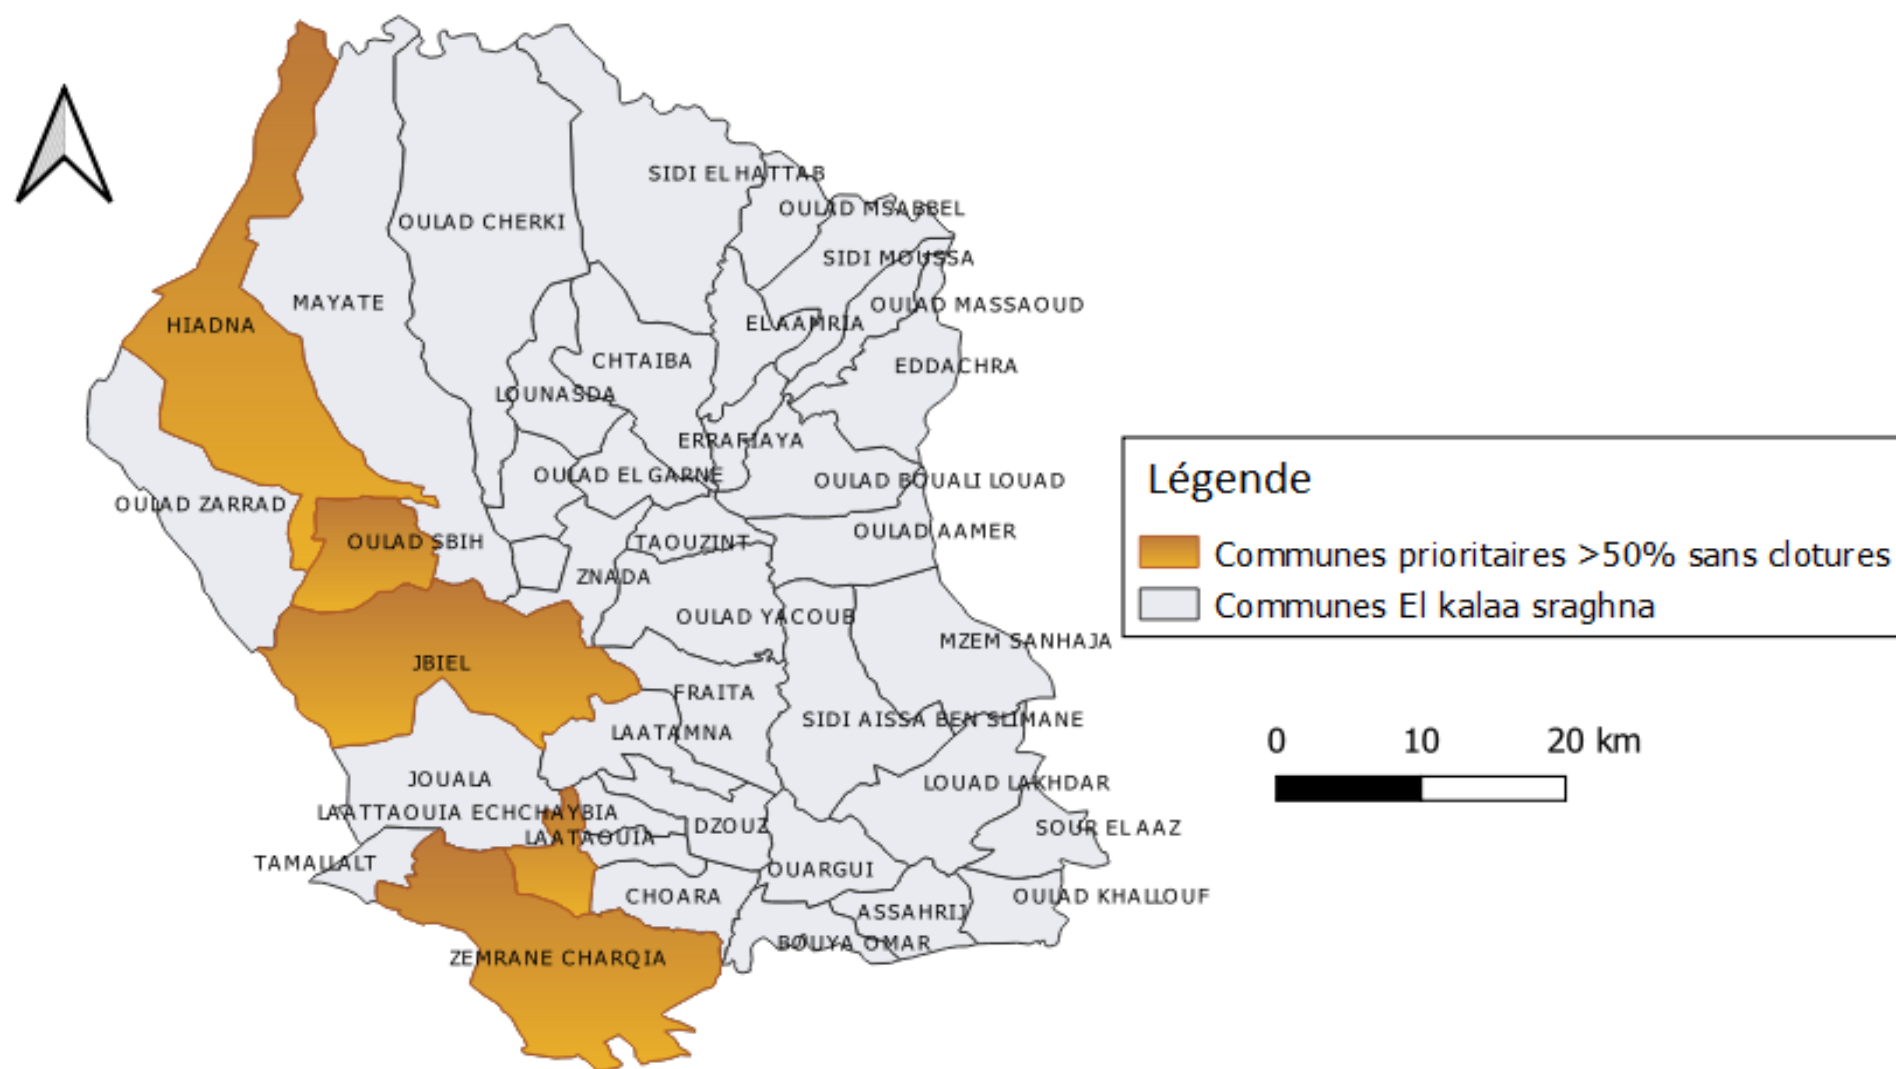 SIDI EL HATTAB
OULAD MSABBEL
OULAD CHERKI
SIDI MOUSSA
MAYATE
OULAD MASSAOUD
HIADNA
EL AAMRIA
CHTAIBA
EDDACHRA
LOUNASDA
ERRAFIAYA
OULAD EL GARNE
OULAD BOUALI LOUAD
OULAD ZARRAD
OULAD AAMER
OULAD SBIH
TAOUZINT
ZNADA
OULAD YACOUB
MZEM SANHAJA
JBIEL
FRAITA
SIDI AISSA BEN SLIMANE
LAATAMNA
JOUALA
LOUAD LAKHDAR
LAATTAOUIA ECHCHAYBIA
DZOUZ
SOUR EL AAZ
LAATAOUIA
TAMALLALT
OUARGUI
CHOARA
OULAD KHALLOUF
ASSAHRIJ
BOUYA OMAR
ZEMRANE CHARQIA
Légende
Communes prioritaires >50% sans clotures
Communes El kalaa sraghna
0 10 20 km